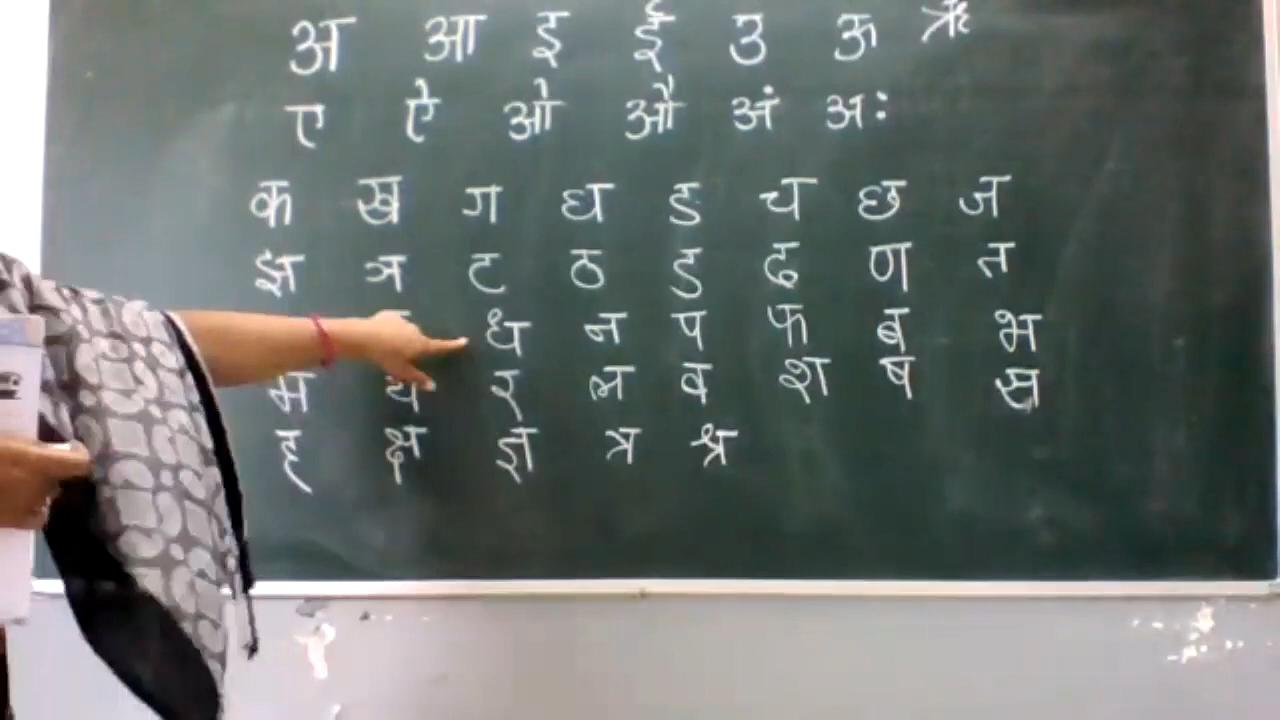 अ आ इ ई उ ऊ ऋ
ए ऐ ओ औ अं अः
क ख ग घ ङ च छ ज
झ ञ ट ठ ड ढ ण त
ध न प फ ब भ
म य र ल व श ष स
ह क्ष ज्ञ त्र श्र